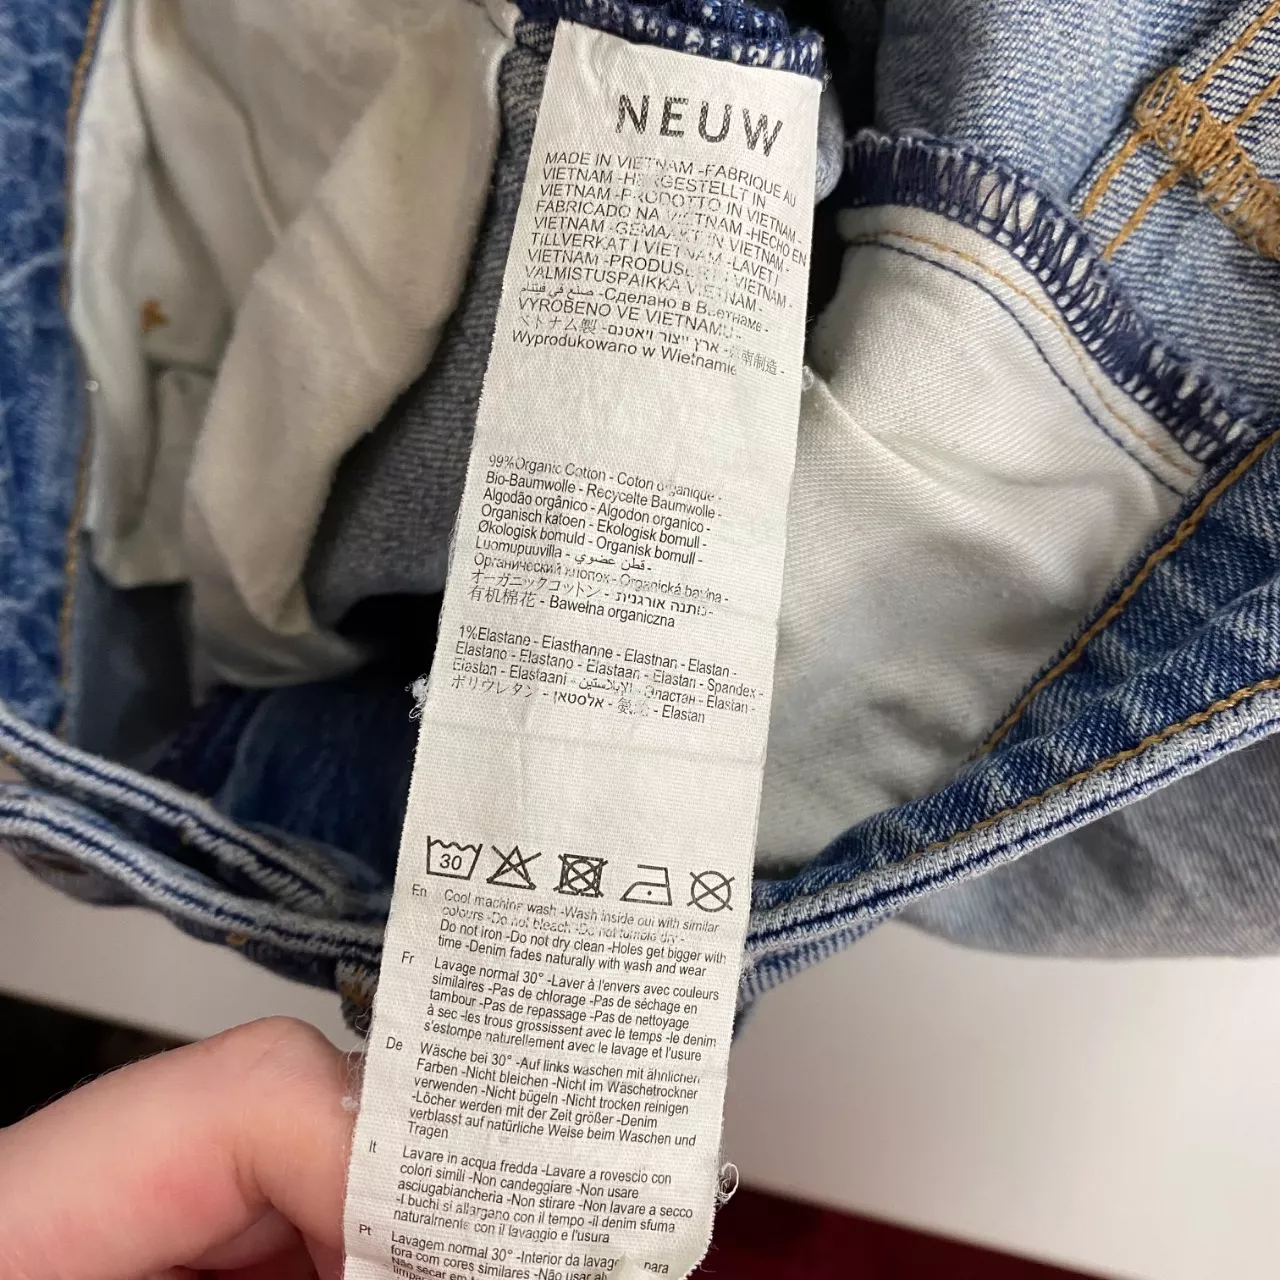 NEUW
MADE IN VIETNAM -FABRIQUE AU
VIETNAM -HERGESTELLT IN
VIETNAM -PRODOTTO IN VIETNAM -
FABRICADO NA VIETNAM -HECHO EN
VIETNAM -GEMAAKT IN VIETNAM -
TILLVERKAT I VIETNAM -LAVET I
VIETNAM -PRODUSERT I VIETNAM -
VALMISTUSPAIKKA VIETNAM -
صنع في فيتنام -Сделано в Вьетнаме -
VYROBENO VE VIETNAMU -
ベトナム製 -ארץ ייצור ויאטנם -越南制造 -
Wyprodukowano w Wietnamie
99%Organic Cotton - Coton organique -
Bio-Baumwolle - Recycelte Baumwolle -
Algodão orgânico - Algodon organico -
Organisch katoen - Ekologisk bomull -
Økologisk bomuld - Organisk bomull -
Luomupuuvilla - قطن عضوي -
Органический хлопок - Organická bavlna -
オーガニックコットン - כותנה אורגנית -
有机棉花 - Bawełna organiczna
1%Elastane - Elasthanne - Elasthan - Elastan -
Elastano - Elastano - Elastaan - Elastan - Spandex -
Elastan - Elastaani - الإيلاستين - Эластан - Elastan -
ポリウレタン - אלסטאן - 氨纶 - Elastan
30
En Cool machine wash -Wash inside out with similar
colours -Do not bleach -Do not tumble dry -
Do not iron -Do not dry clean -Holes get bigger with
time -Denim fades naturally with wash and wear
Fr Lavage normal 30° -Laver à l'envers avec couleurs
similaires -Pas de chlorage -Pas de séchage en
tambour -Pas de repassage -Pas de nettoyage
à sec -les trous grossissent avec le temps -le denim
s'estompe naturellement avec le lavage et l'usure
De Wäsche bei 30° -Auf links waschen mit ähnlichen
Farben -Nicht bleichen -Nicht im Wäschetrockner
verwenden -Nicht bügeln -Nicht trocken reinigen
-Löcher werden mit der Zeit größer -Denim
verblasst auf natürliche Weise beim Waschen und
Tragen
It Lavare in acqua fredda -Lavare a rovescio con
colori simili -Non candeggiare -Non usare
asciugabiancheria -Non stirare -Non lavare a secco
-I buchi si allargano con il tempo -il denim sfuma
naturalmente con il lavaggio e l'usura
Pt Lavagem normal 30° -Interior da lavag para
fora com cores similares -Não usar
Não secar em